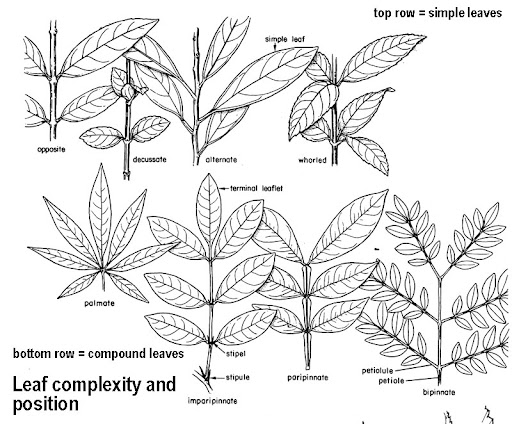 top row = simple leaves
simple leaf
opposite
decussate
alternate
whorled
terminal leaflet
palmate
bottom row = compound leaves
stipel
stipule
imparipinnate
paripinnate
petiolule
petiole
bipinnate
Leaf complexity and
position